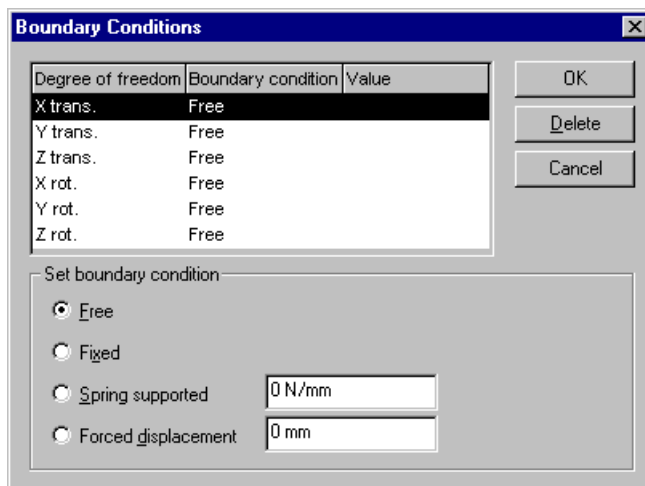 Boundary Conditions
Degree of freedom Boundary condition Value
X trans. Free
Y trans. Free
Z trans. Free
X rot. Free
Y rot. Free
Z rot. Free
OK
Delete
Cancel
Set boundary condition
Free
Fixed
Spring supported 0 N/mm
Forced displacement 0 mm